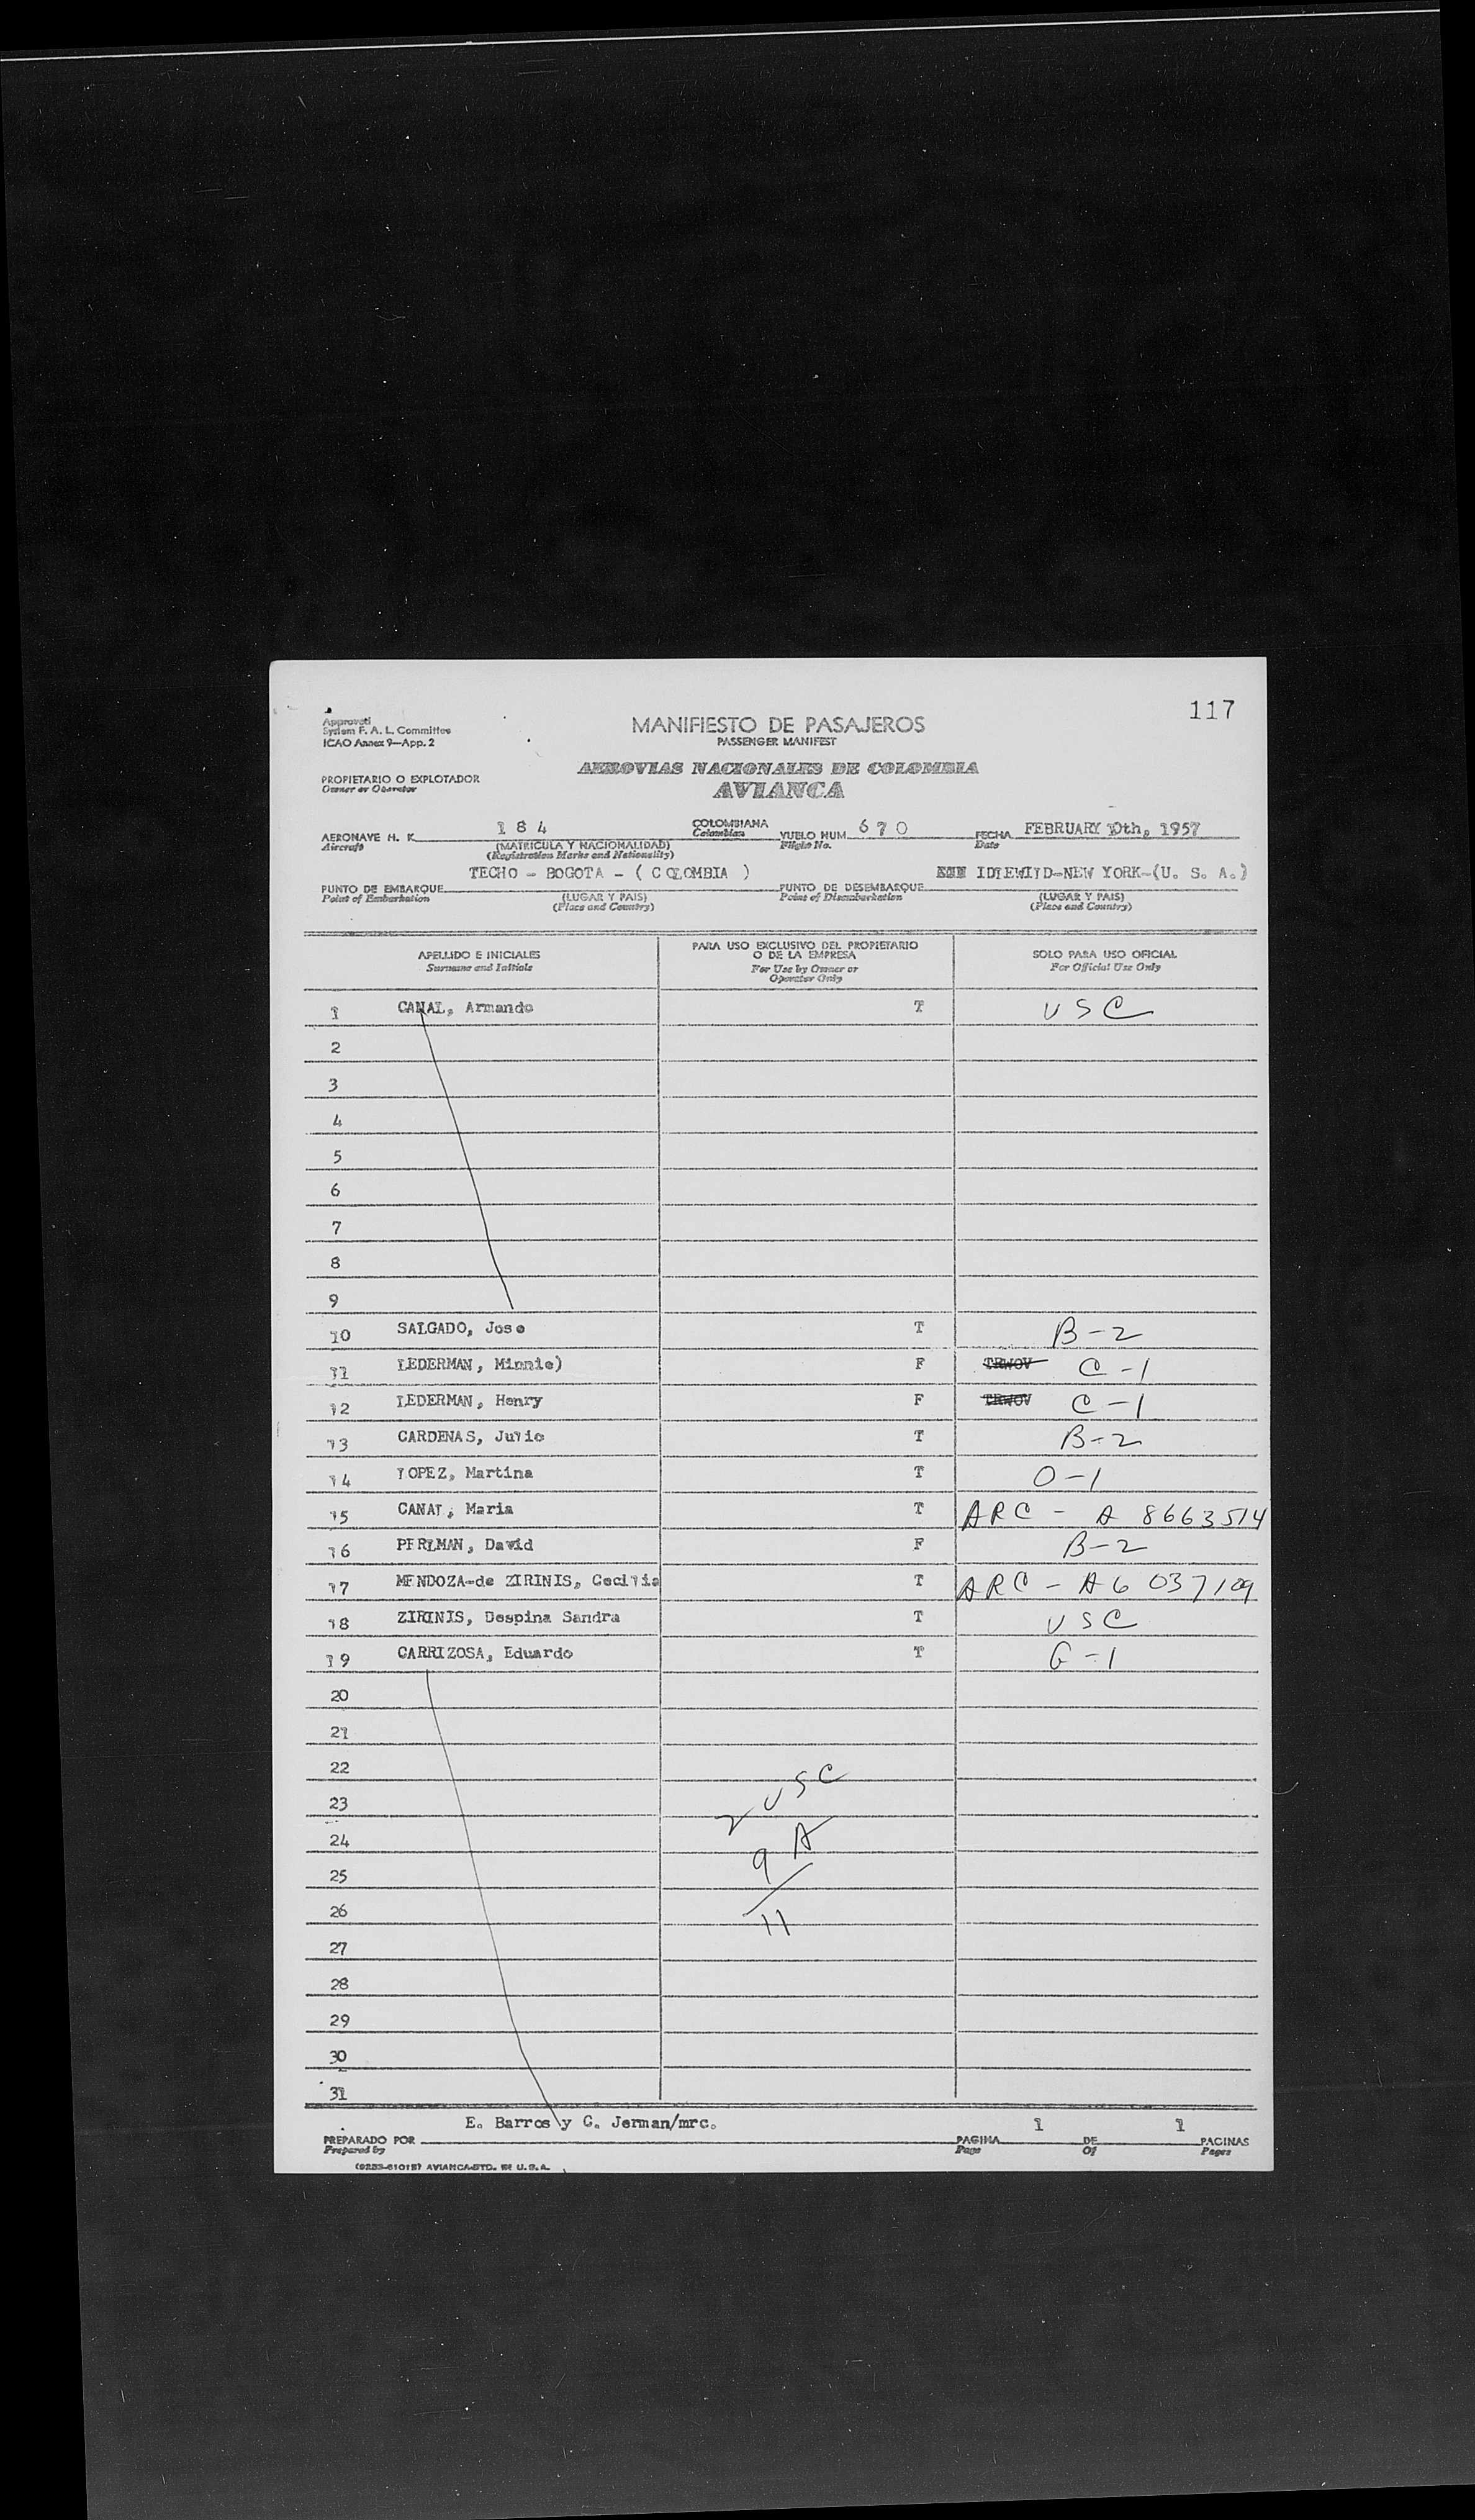 117
Approved
System F. A. L. Committee
ICAO Annex 9—App. 2
MANIFIESTO DE PASAJEROS
PASSENGER MANIFEST
PROPIETARIO O EXPLOTADOR
Owner or Operator
AEROVIAS NACIONALES DE COLOMBIA
AVIANCA
AERONAVE H. K. 184 COLOMBIANA VUELO NUM. 670 FECHA FEBRUARY 10th, 1957
Aircraft (MATRICULA Y NACIONALIDAD) Colombian Flight No. Date
(Registration Marks and Nationality)
TECHO - BOGOTA - ( COLOMBIA ) IDLEWILD-NEW YORK-(U. S. A.)
PUNTO DE EMBARQUE (LUGAR Y PAIS) PUNTO DE DESEMBARQUE (LUGAR Y PAIS)
Point of Embarkation (Place and Country) Point of Disembarkation (Place and Country)
APELLIDO E INICIALES PARA USO EXCLUSIVO DEL PROPIETARIO SOLO PARA USO OFICIAL
Surname and Initials O DE LA EMPRESA For Official Use Only
For Use by Owner or
Operator Only
1 CANAL, Armando T USC
2
3
4
5
6
7
8
9
10 SALGADO, Jose T B-2
11 LEDERMAN, Minnie) F TRWOV C-1
12 LEDERMAN, Henry F TRWOV C-1
13 CARDENAS, Julio T B-2
14 LOPEZ, Martina T O-1
15 CANAL, Maria T ARC - A 8663514
16 PERLMAN, David F B-2
17 MENDOZA-de ZIRINIS, Cecilia T ARC - A6 037109
18 ZIRINIS, Despina Sandra T USC
19 CARRIZOSA, Eduardo T G-1
20
21
22
23 2 USC
24
25 9 A
26 11
27
28
29
30
31
E. Barros y G. Jerman/mrc. 1 1
PREPARADO POR PAGINA DE PAGINAS
Prepared by Page Of Pages
AVIANCA-STD. IN U.S.A.